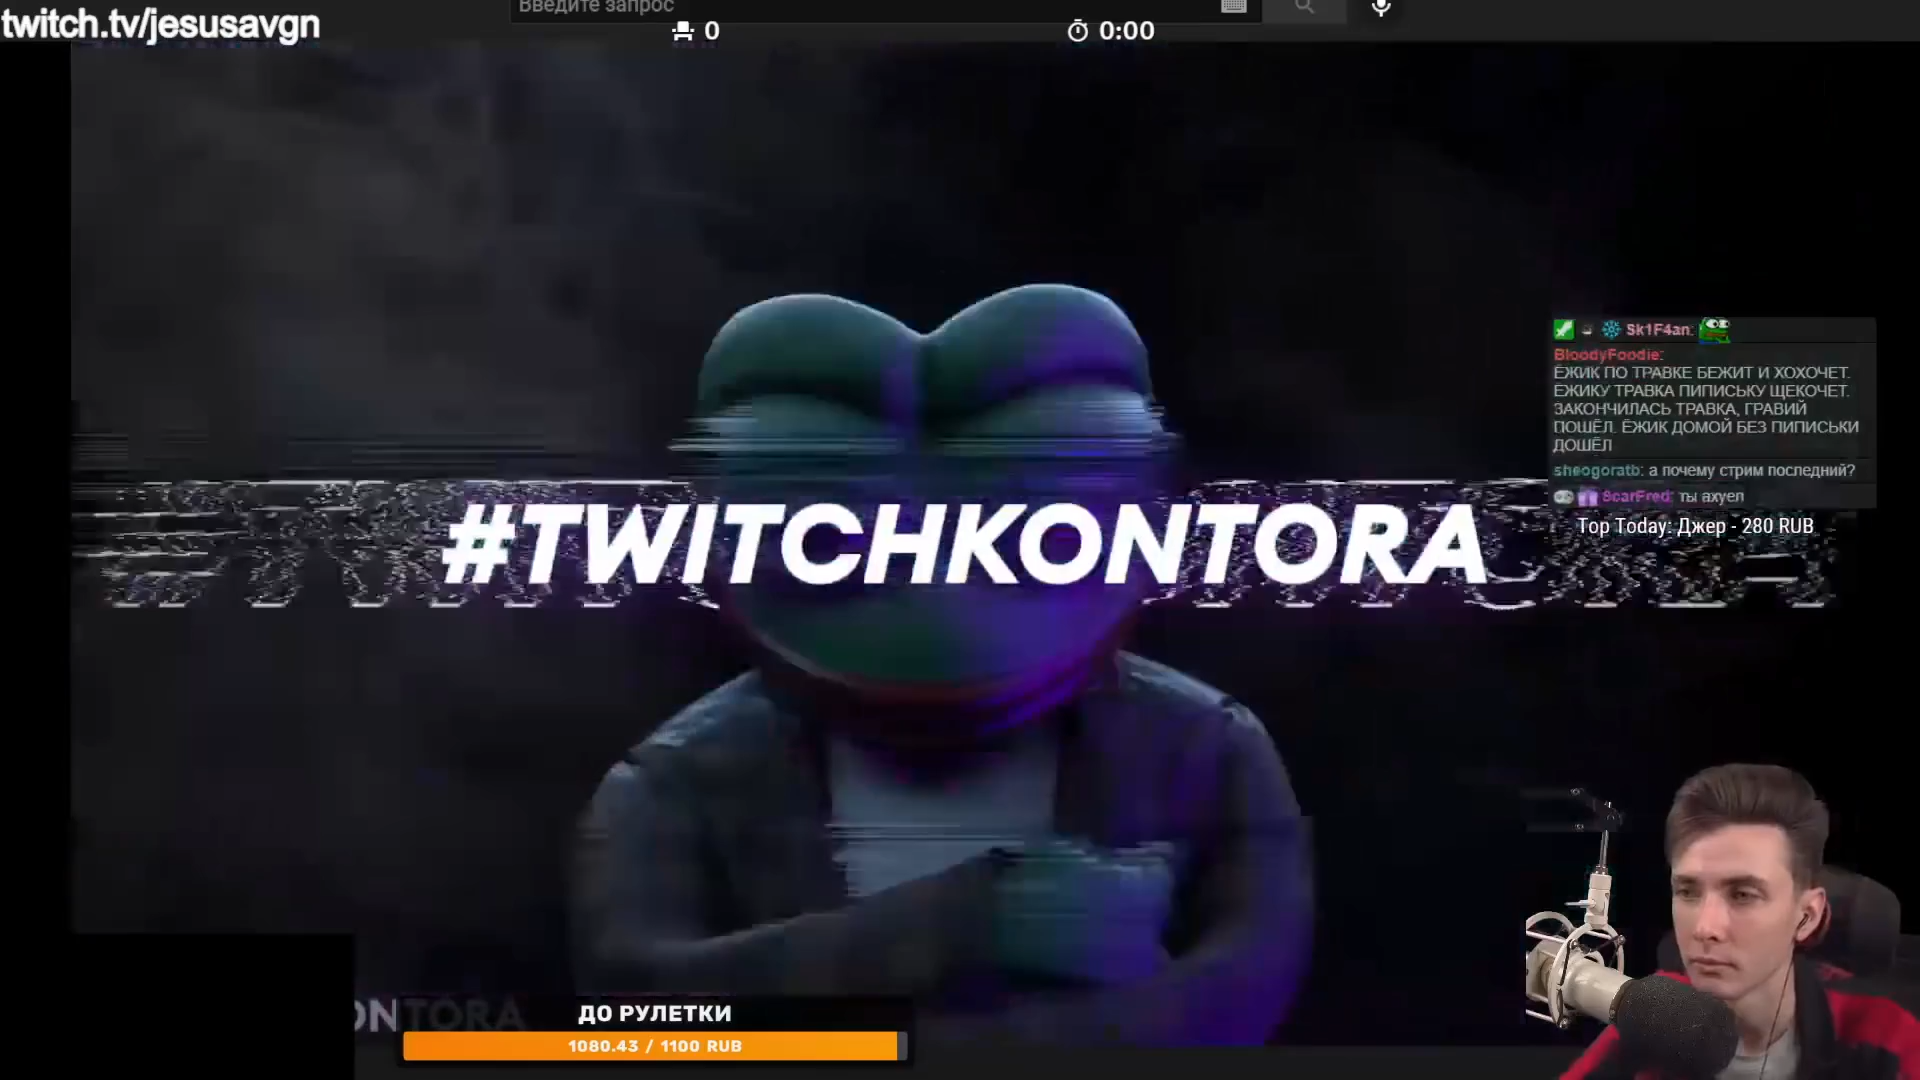 Введите запрос
twitch.tv/jesusavgn
0
0:00
Sk1F4an:
BloodyFoodie:
ЁЖИК ПО ТРАВКЕ БЕЖИТ И ХОХОЧЕТ.
ЁЖИКУ ТРАВКА ПИПИСЬКУ ЩЕКОЧЕТ.
ЗАКОНЧИЛАСЬ ТРАВКА, ГРАВИЙ
ПОШЁЛ. ЁЖИК ДОМОЙ БЕЗ ПИПИСЬКИ
ДОШЁЛ
sheogoratb: а почему стрим последний?
ScarFred: ты ахуел
Top Today: Джер - 280 RUB
#TWITCHKONTORA
ONTORA
ДО РУЛЕТКИ
1080.43 / 1100 RUB